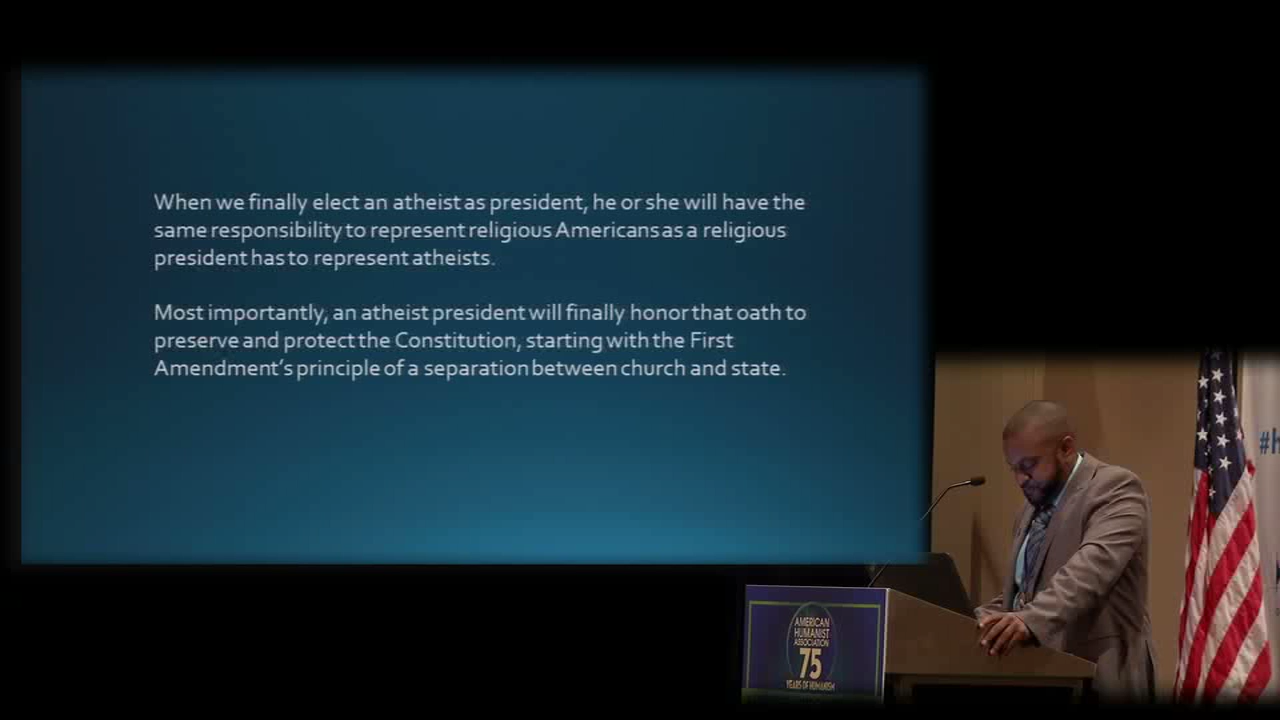 When we finally elect an atheist as president, he or she will have the
same responsibility to represent religious Americans as a religious
president has to represent atheists.
Most importantly, an atheist president will finally honor that oath to
preserve and protect the Constitution, starting with the First
Amendment's principle of a separation between church and state.
#h
AMERICAN
HUMANIST
ASSOCIATION
75
YEARS OF HUMANISM